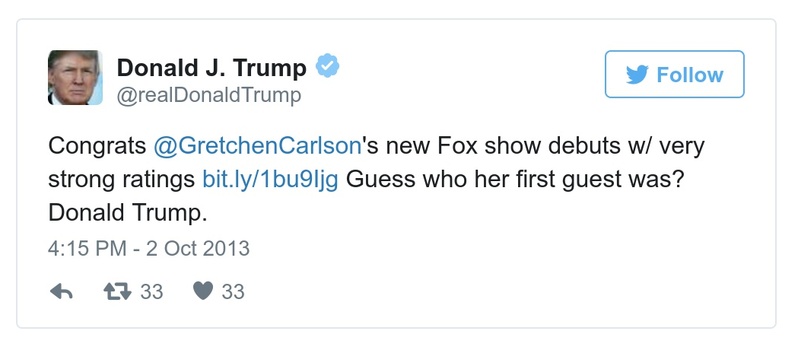 Donald J. Trump
@realDonaldTrump
Follow
Congrats @GretchenCarlson's new Fox show debuts w/ very
strong ratings bit.ly/1bu9Ijg Guess who her first guest was?
Donald Trump.
4:15 PM - 2 Oct 2013
33 33